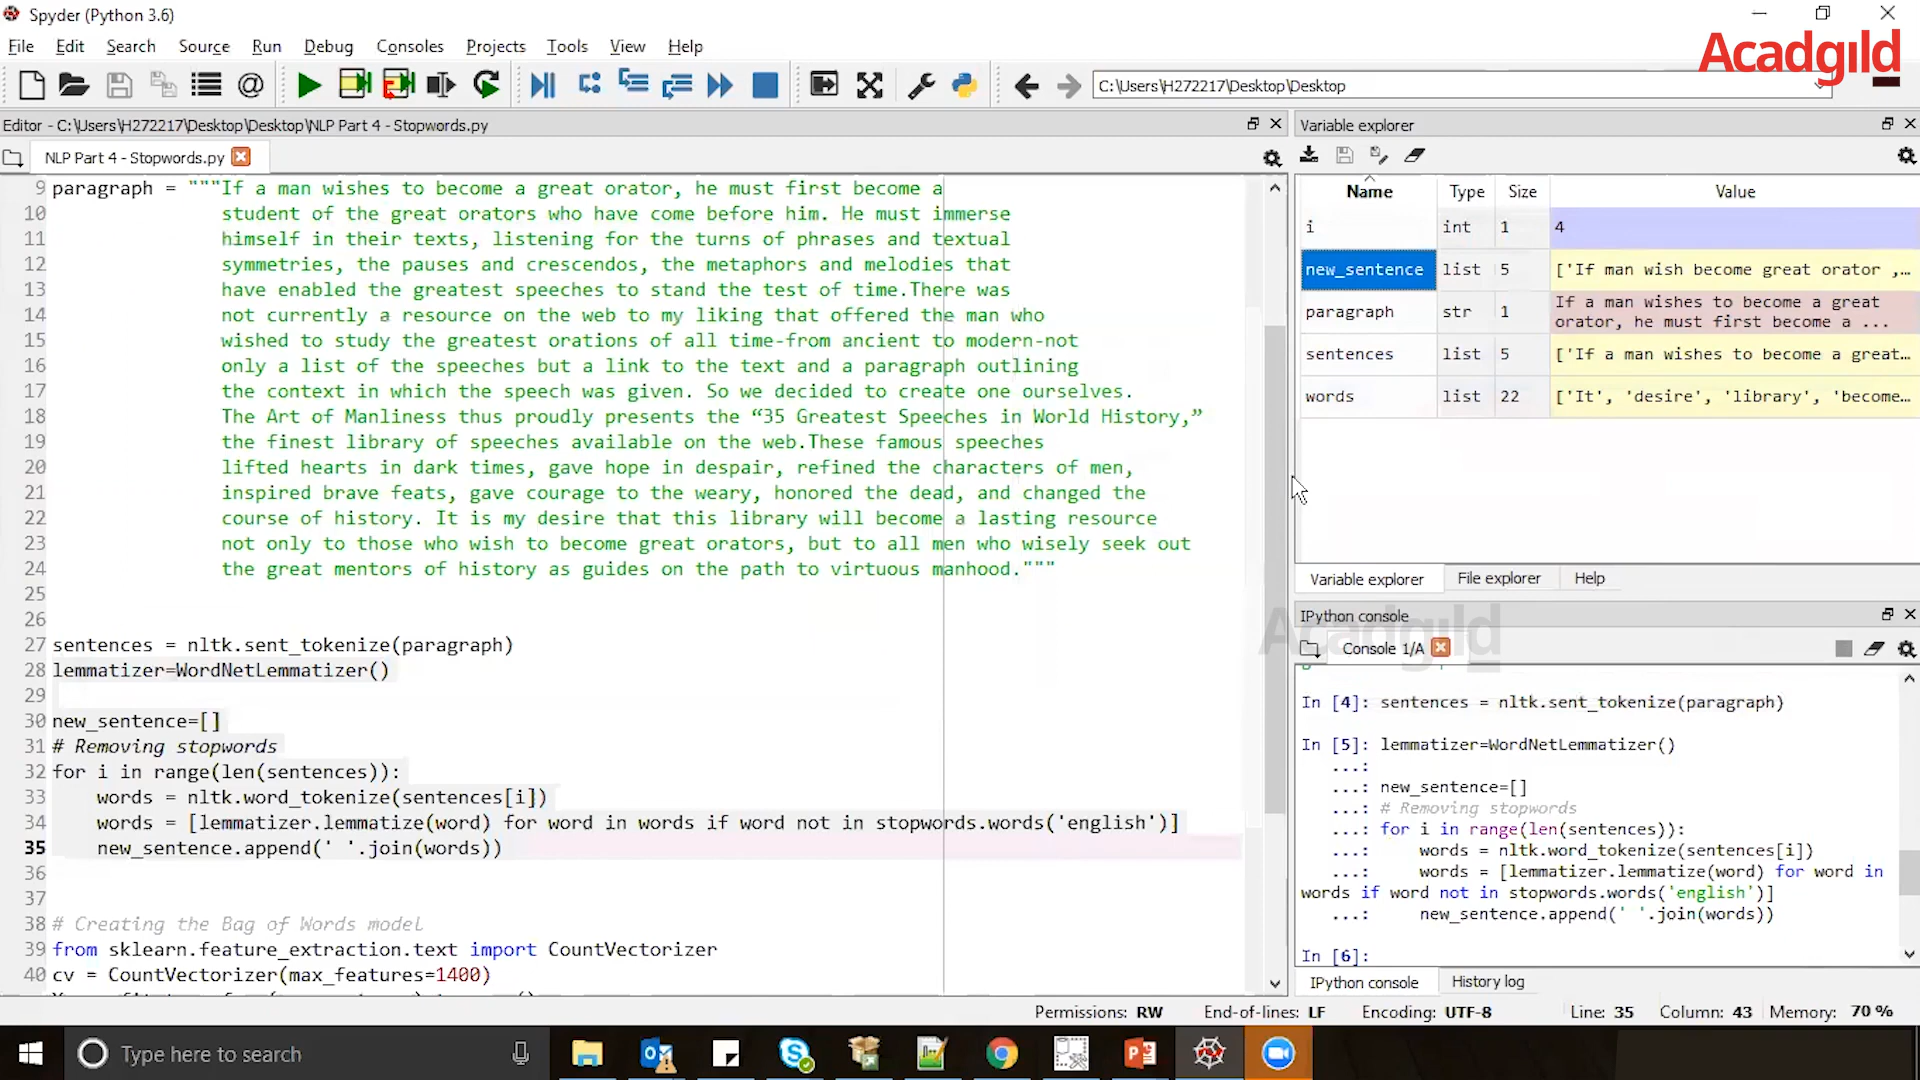 Spyder (Python 3.6)
File Edit Search Source Run Debug Consoles Projects Tools View Help
Acadgild
C:\Users\H272217\Desktop\Desktop
Editor - C:\Users\H272217\Desktop\Desktop\NLP Part 4 - Stopwords.py
NLP Part 4 - Stopwords.py
9 paragraph = """If a man wishes to become a great orator, he must first become a
10 student of the great orators who have come before him. He must immerse
11 himself in their texts, listening for the turns of phrases and textual
12 symmetries, the pauses and crescendos, the metaphors and melodies that
13 have enabled the greatest speeches to stand the test of time.There was
14 not currently a resource on the web to my liking that offered the man who
15 wished to study the greatest orations of all time-from ancient to modern-not
16 only a list of the speeches but a link to the text and a paragraph outlining
17 the context in which the speech was given. So we decided to create one ourselves.
18 The Art of Manliness thus proudly presents the “35 Greatest Speeches in World History,”
19 the finest library of speeches available on the web.These famous speeches
20 lifted hearts in dark times, gave hope in despair, refined the characters of men,
21 inspired brave feats, gave courage to the weary, honored the dead, and changed the
22 course of history. It is my desire that this library will become a lasting resource
23 not only to those who wish to become great orators, but to all men who wisely seek out
24 the great mentors of history as guides on the path to virtuous manhood."""
25
26
27 sentences = nltk.sent_tokenize(paragraph)
28 lemmatizer=WordNetLemmatizer()
29
30 new_sentence=[]
31 # Removing stopwords
32 for i in range(len(sentences)):
33 words = nltk.word_tokenize(sentences[i])
34 words = [lemmatizer.lemmatize(word) for word in words if word not in stopwords.words('english')]
35 new_sentence.append(' '.join(words))
36
37
38 # Creating the Bag of Words model
39 from sklearn.feature_extraction.text import CountVectorizer
40 cv = CountVectorizer(max_features=1400)
Variable explorer
Name Type Size Value
i int 1 4
new_sentence list 5 ['If man wish become great orator ,...
paragraph str 1 If a man wishes to become a great
orator, he must first become a ...
sentences list 5 ['If a man wishes to become a great...
words list 22 ['It', 'desire', 'library', 'become...
Variable explorer File explorer Help
IPython console
Acadgild
Console 1/A
In [4]: sentences = nltk.sent_tokenize(paragraph)
In [5]: lemmatizer=WordNetLemmatizer()
...:
...: new_sentence=[]
...: # Removing stopwords
...: for i in range(len(sentences)):
...: words = nltk.word_tokenize(sentences[i])
...: words = [lemmatizer.lemmatize(word) for word in
words if word not in stopwords.words('english')]
...: new_sentence.append(' '.join(words))
In [6]:
IPython console History log
Permissions: RW End-of-lines: LF Encoding: UTF-8 Line: 35 Column: 43 Memory: 70 %
Type here to search